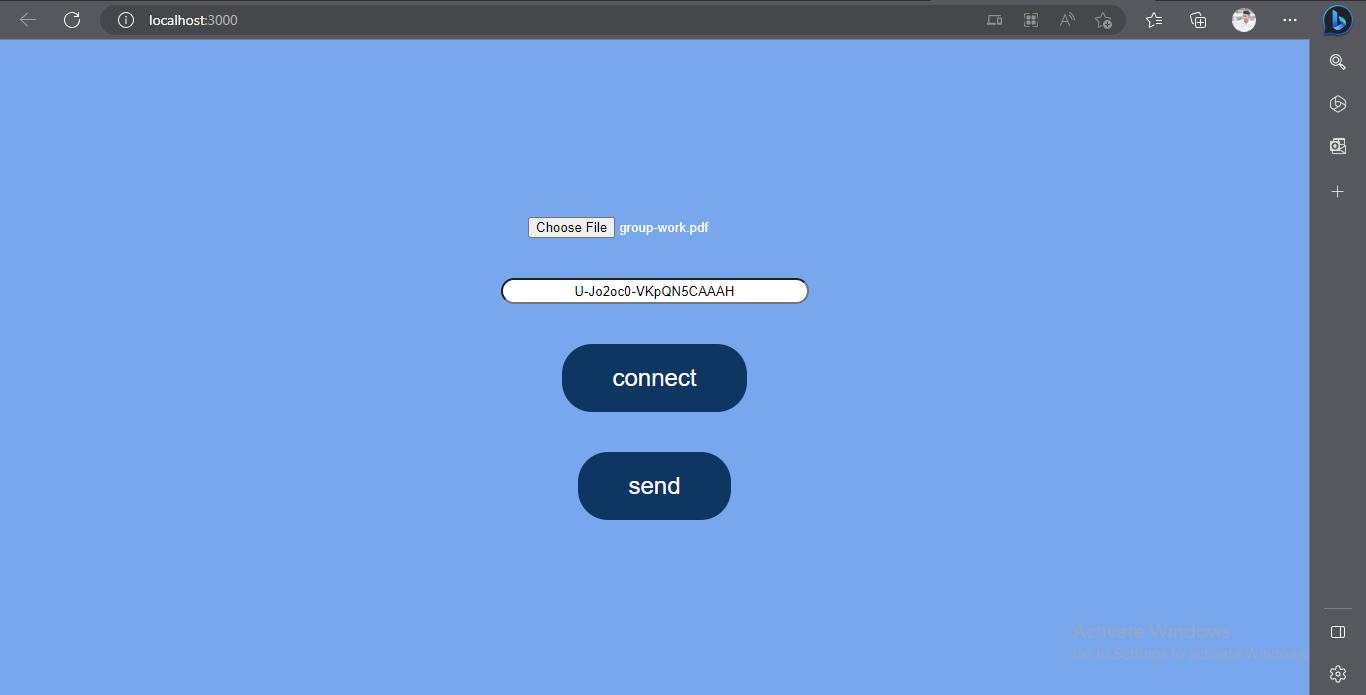 localhost:3000
Choose File group-work.pdf
U-Jo2oc0-VKpQN5CAAAH
connect
send
Activate Windows
Go to Settings to activate Windows.